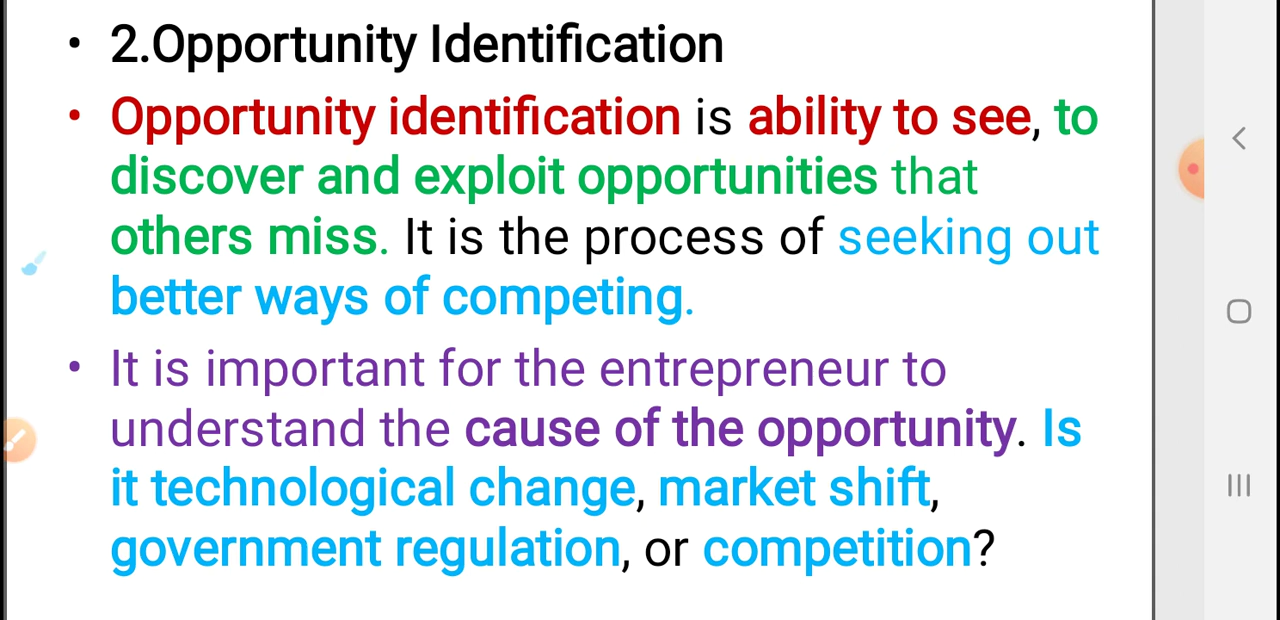 • 2.Opportunity Identification
• Opportunity identification is ability to see, to
discover and exploit opportunities that
others miss. It is the process of seeking out
better ways of competing.
• It is important for the entrepreneur to
understand the cause of the opportunity. Is
it technological change, market shift,
government regulation, or competition?